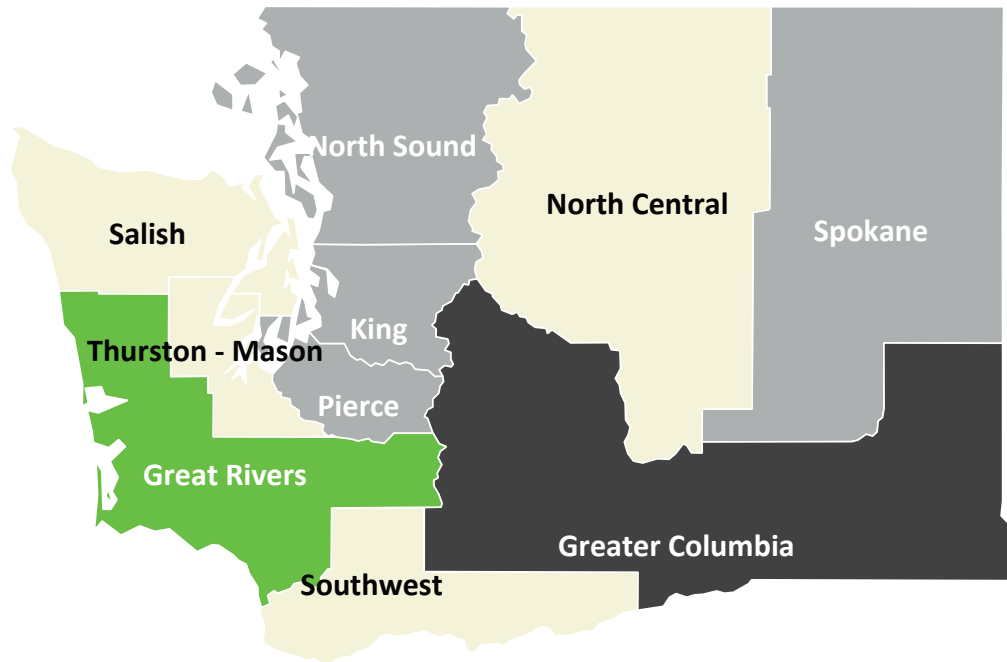 North Sound
North Central
Salish
Spokane
King
Thurston - Mason
Pierce
Great Rivers
Greater Columbia
Southwest